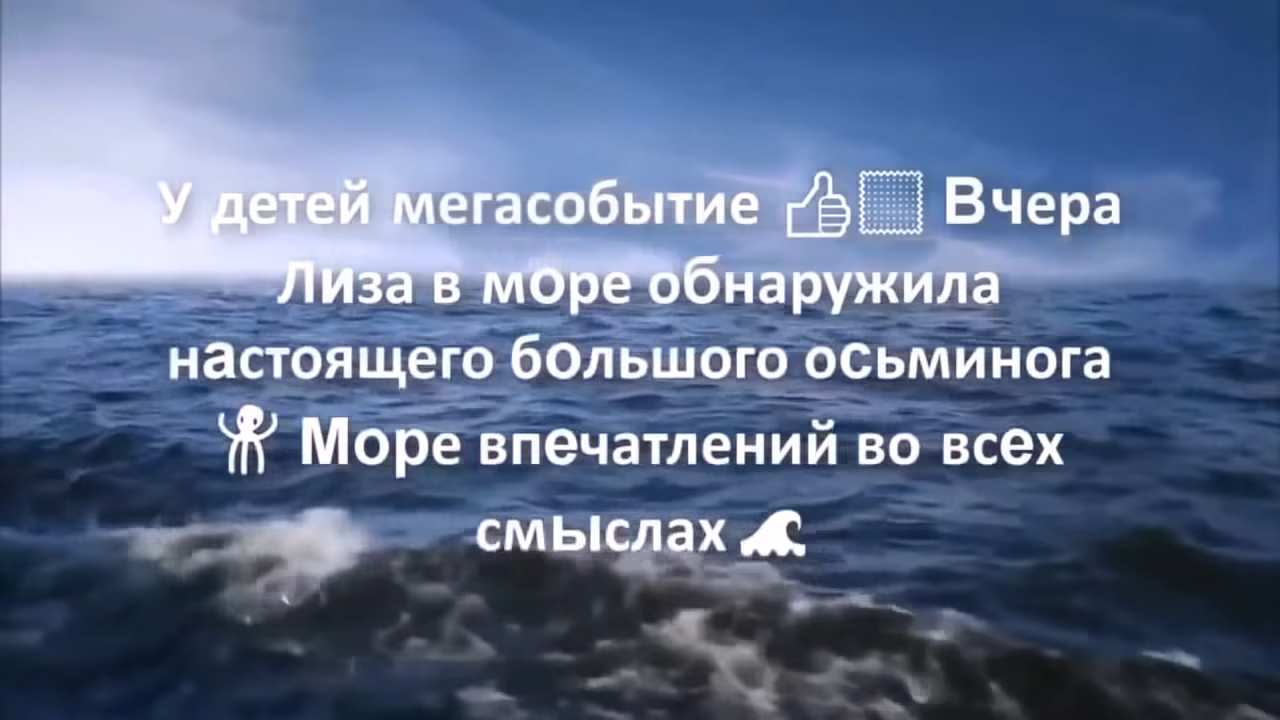 У детей мегасобытие 👍🏻 Вчера
Лиза в море обнаружила
настоящего большого осьминога
🐙 Море впечатлений во всех
смыслах 🌊